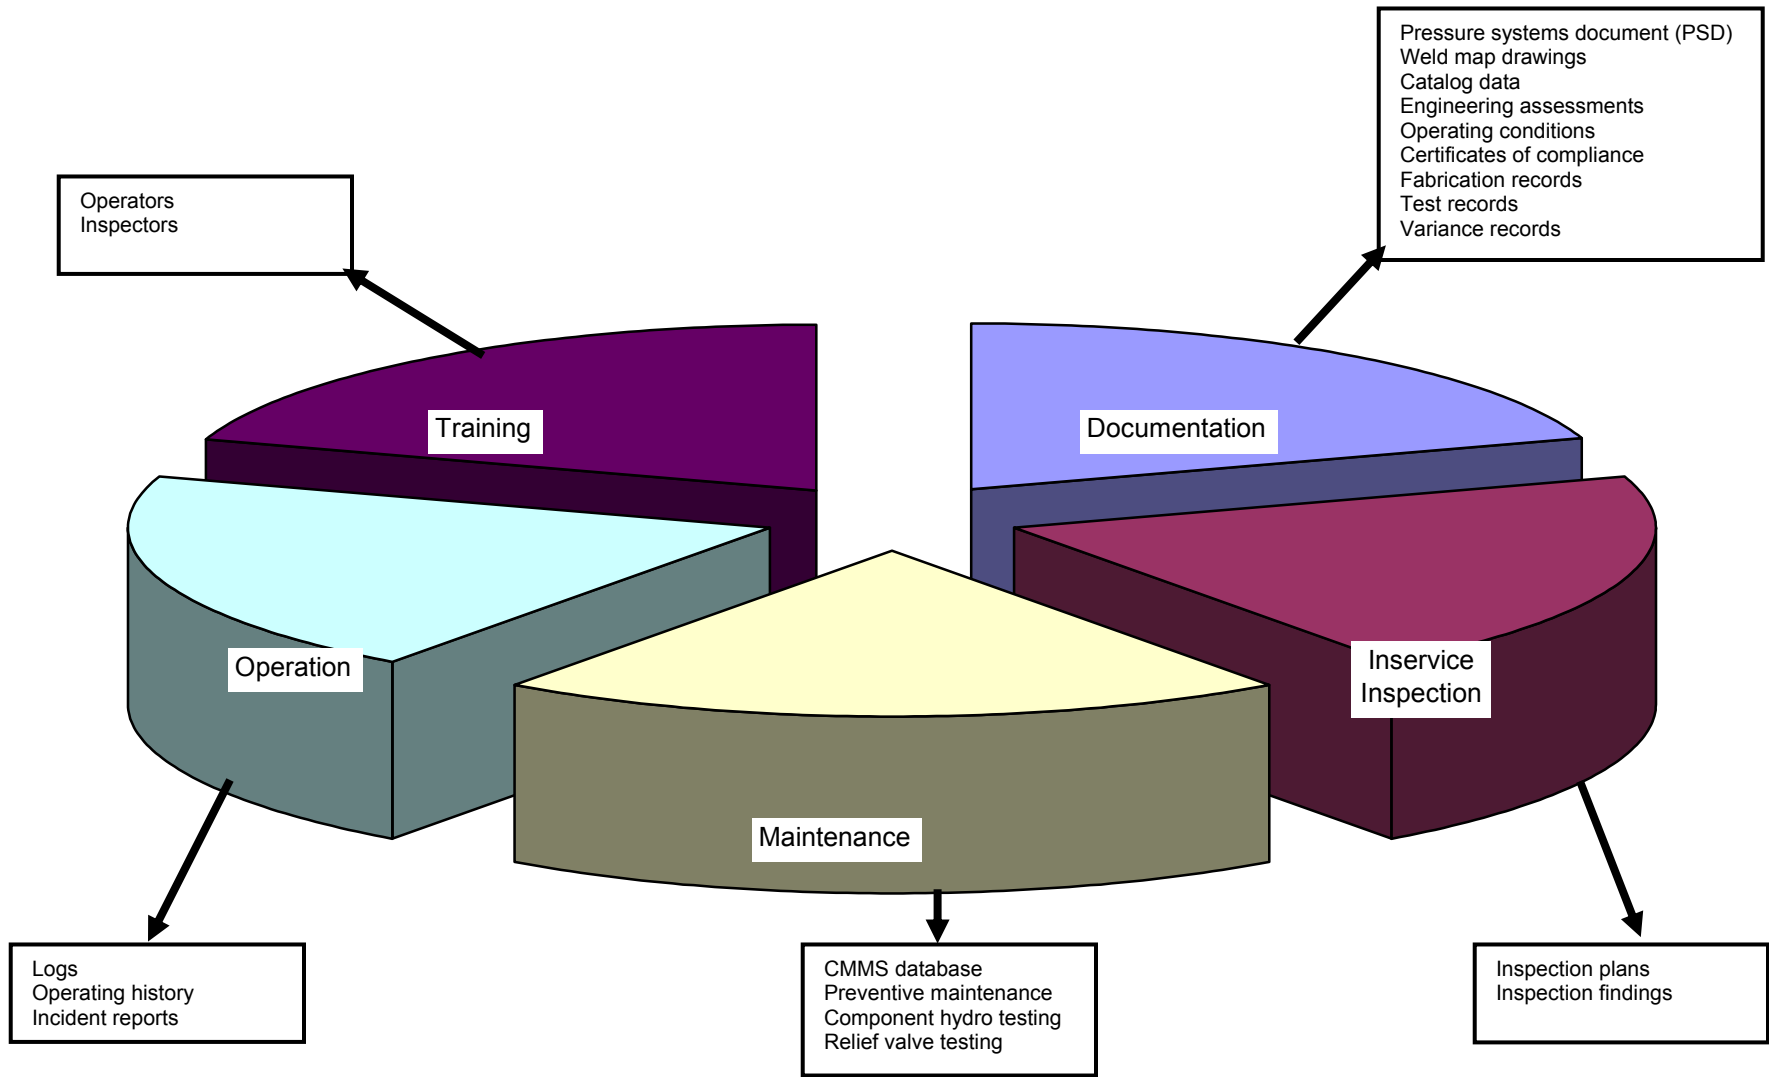 Pressure systems document (PSD)
Weld map drawings
Catalog data
Engineering assessments
Operating conditions
Certificates of compliance
Fabrication records
Test records
Variance records
Operators
Inspectors
Training
Documentation
Operation
Inservice
Inspection
Maintenance
Logs
Operating history
Incident reports
CMMS database
Preventive maintenance
Component hydro testing
Relief valve testing
Inspection plans
Inspection findings